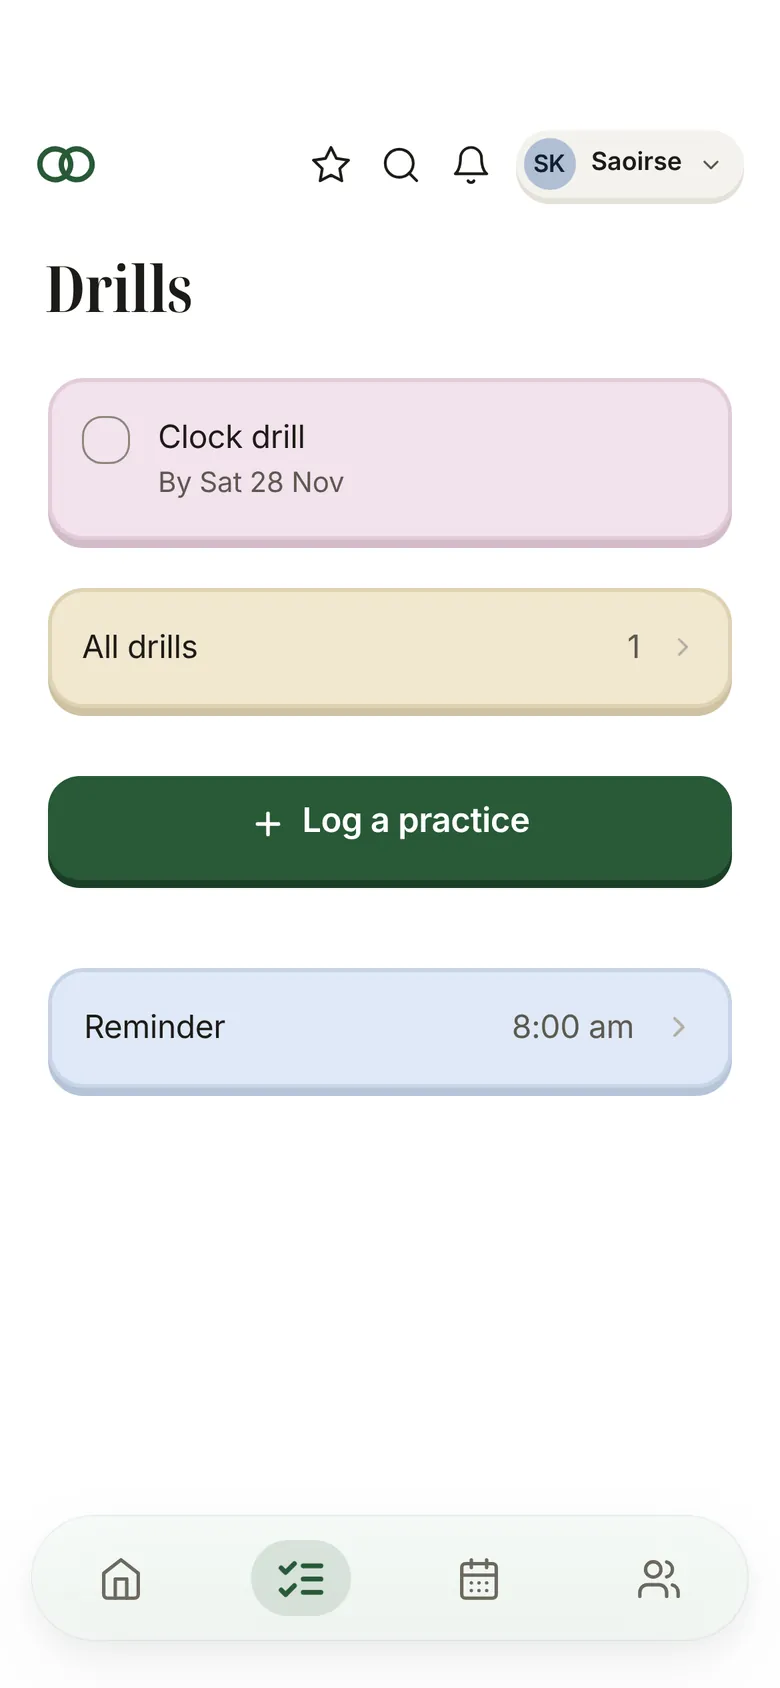 SK Saoirse
Drills
Clock drill
By Sat 28 Nov
All drills 1
Log a practice
Reminder 8:00 am